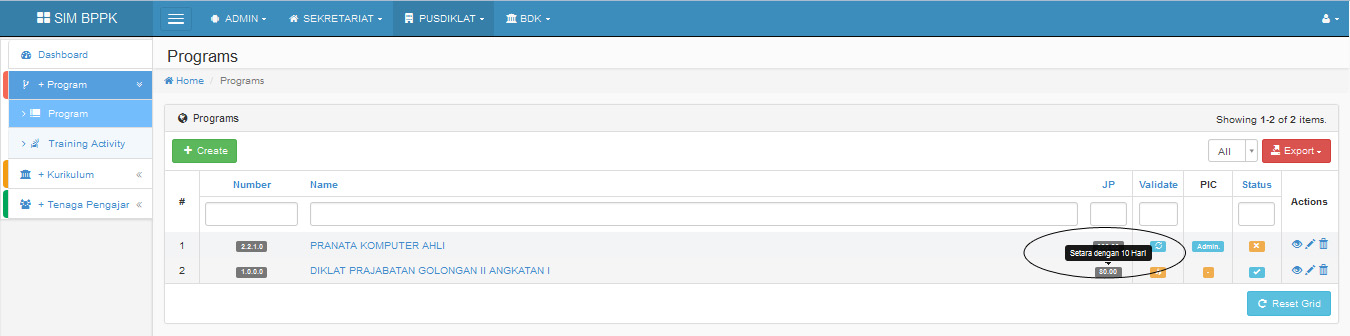 SIM BPPK ADMIN SEKRETARIAT PUSDIKLAT BDK
Dashboard
+ Program
Program
Training Activity
+ Kurikulum
+ Tenaga Pengajar
Programs
Home / Programs
Programs Showing 1-2 of 2 items.
+ Create All Export
# Number Name JP Validate PIC Status Actions
1 2.2.1.0 PRANATA KOMPUTER AHLI Admin.
Setara dengan 10 Hari
2 1.0.0.0 DIKLAT PRAJABATAN GOLONGAN II ANGKATAN I 80.00 -
Reset Grid